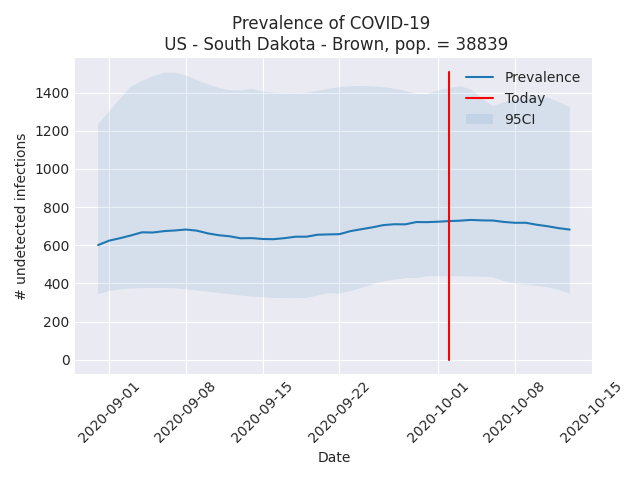 Prevalence of COVID-19
US - South Dakota - Brown, pop. = 38839
Prevalence
Today
95CI
1400
1200
1000
800
600
400
200
0
# undetected infections
2020-09-01
2020-09-08
2020-09-15
2020-09-22
2020-10-01
2020-10-08
2020-10-15
Date